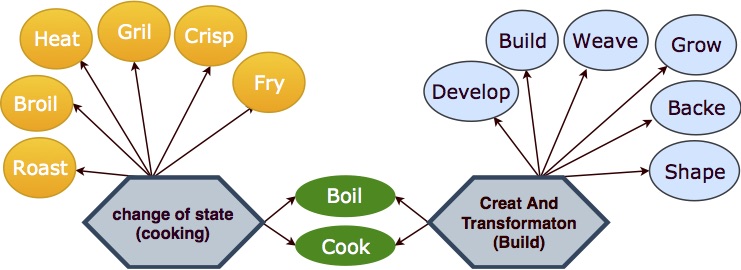 Heat
Gril
Crisp
Fry
Broil
Roast
change of state
(cooking)
Boil
Cook
Build
Weave
Grow
Develop
Backe
Shape
Creat And
Transformaton
(Build)